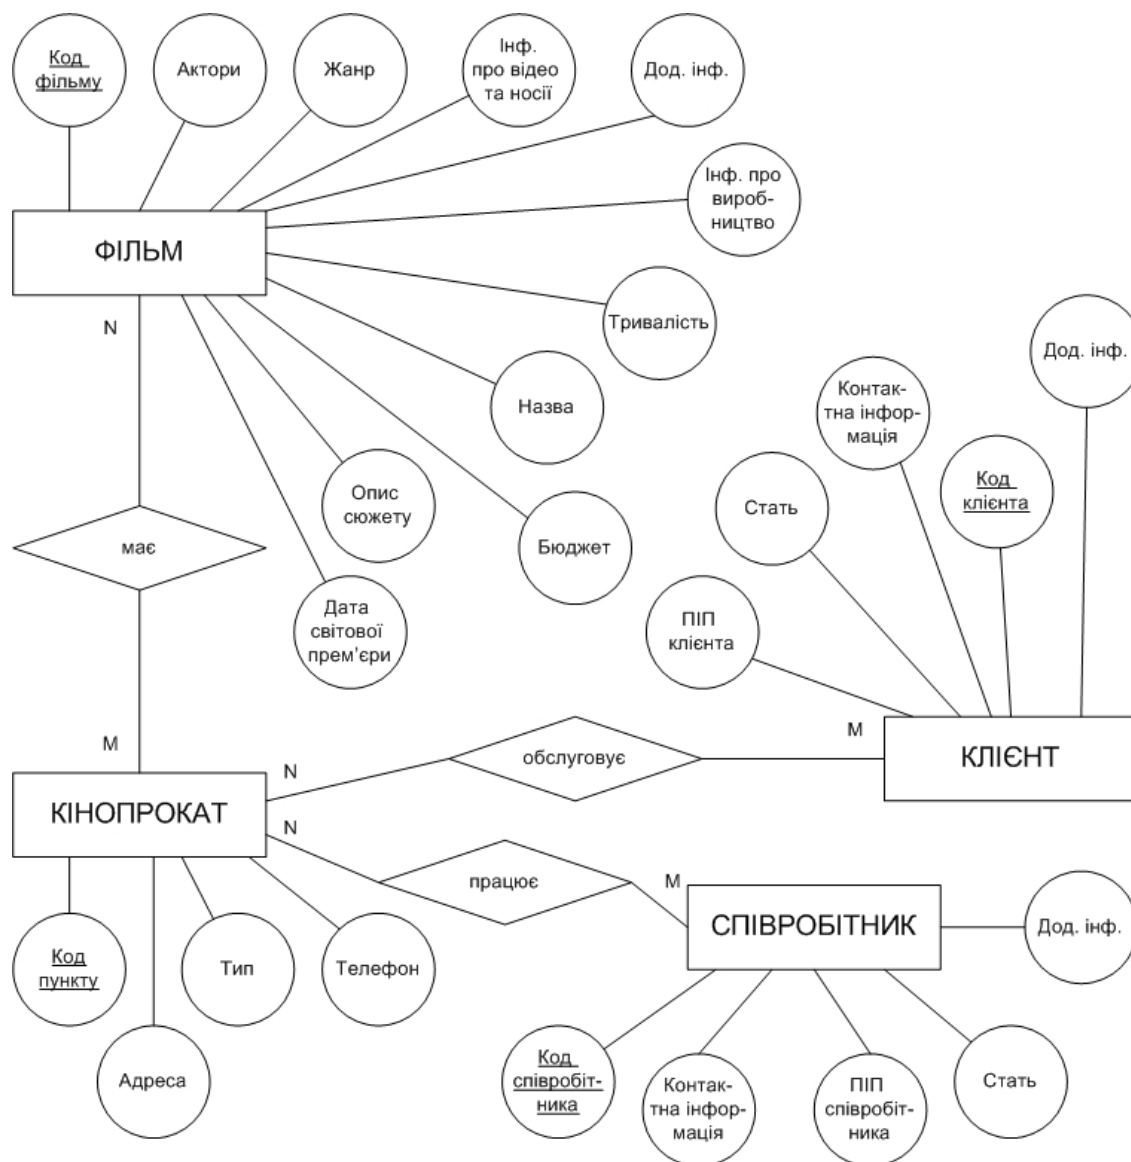 Код
фільму
Актори
Жанр
Інф.
про відео
та носії
Дод. інф.
Інф. про
вироб-
ництво
ФІЛЬМ
N
Тривалість
Назва
Опис
сюжету
Бюджет
Дата
світової
прем’єри
має
M
Дод. інф.
Контак-
тна інфор-
мація
Код
клієнта
Стать
ПІП
клієнта
M
КЛІЄНТ
обслуговує
N
КІНОПРОКАТ
N
працює
M
СПІВРОБІТНИК
Дод. інф.
Код
пункту
Тип
Телефон
Адреса
Код
співробіт-
ника
Контак-
тна інфор-
мація
ПІП
співробіт-
ника
Стать